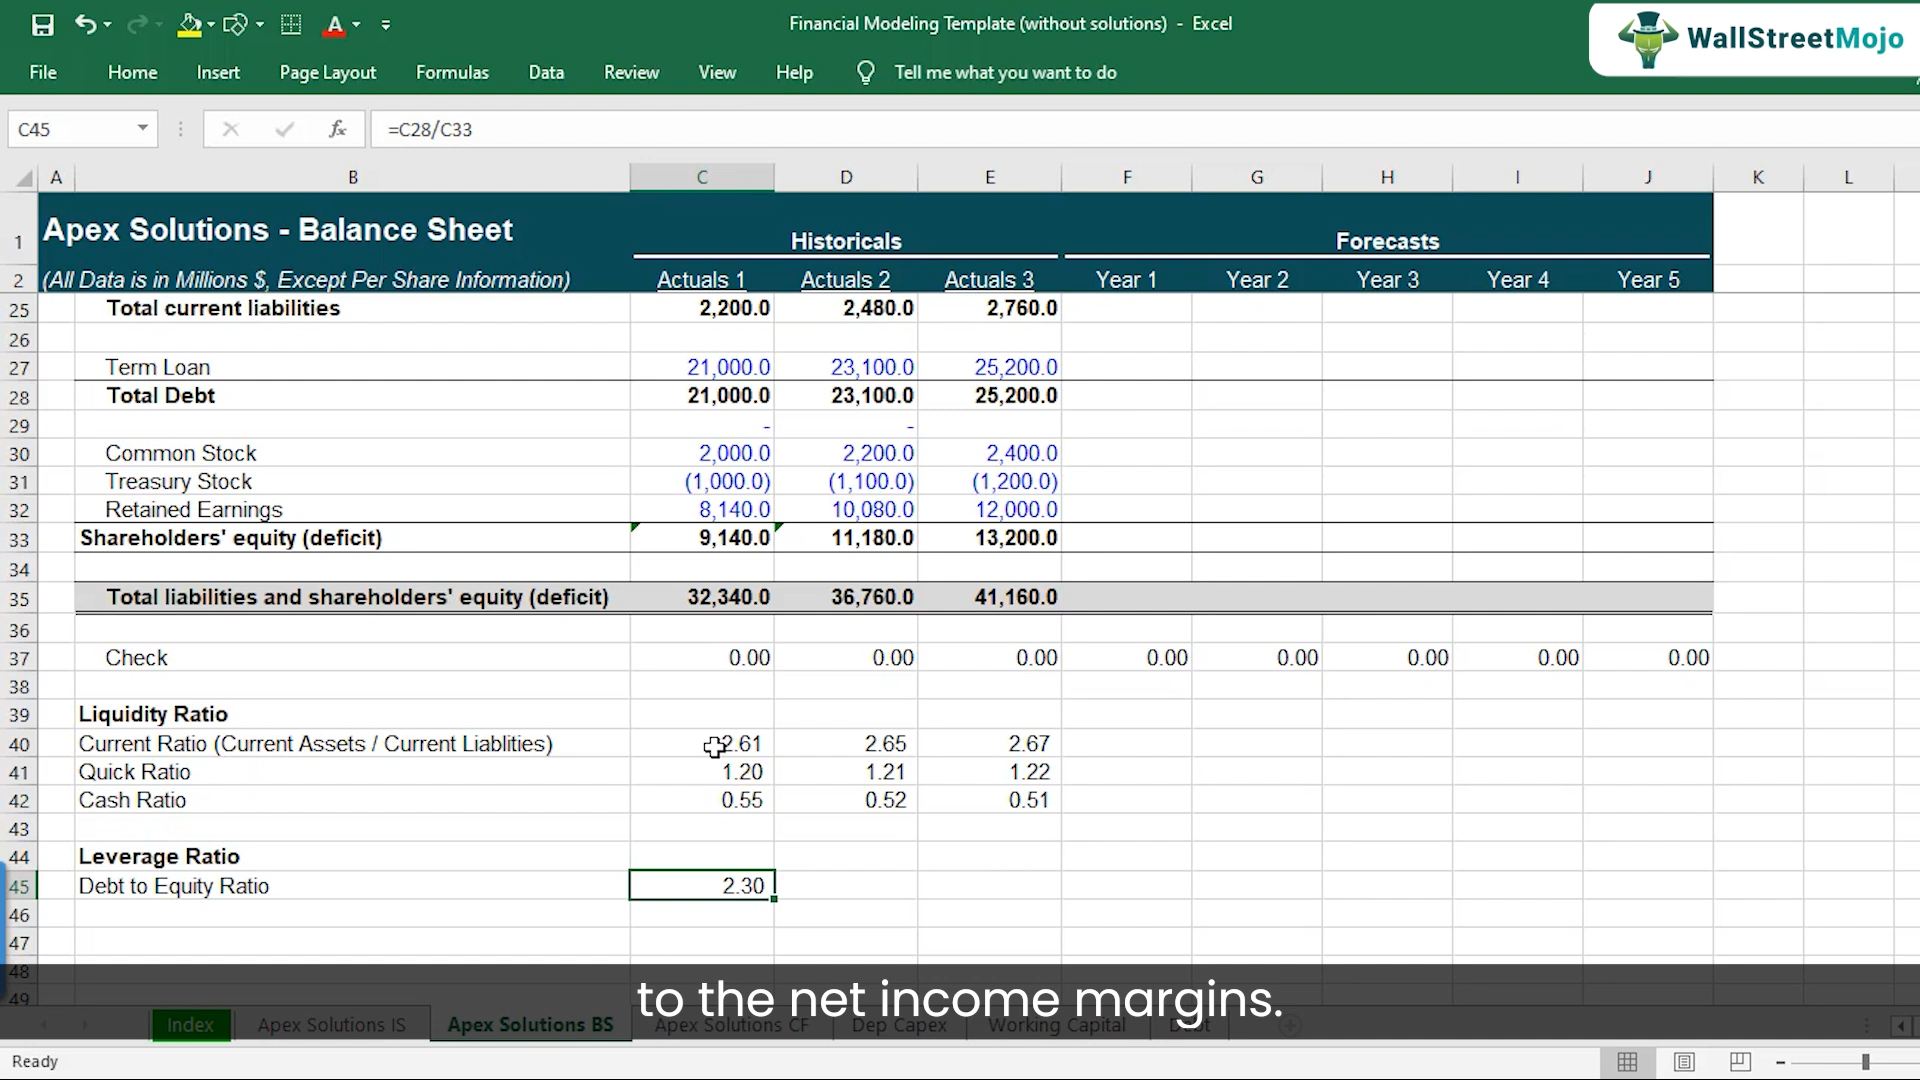 Financial Modeling Template (without solutions) - Excel
WallStreetMojo
File Home Insert Page Layout Formulas Data Review View Help Tell me what you want to do
C45 fx =C28/C33
A B C D E F G H I J K L
1 Apex Solutions - Balance Sheet Historicals Forecasts
2 (All Data is in Millions $, Except Per Share Information) Actuals 1 Actuals 2 Actuals 3 Year 1 Year 2 Year 3 Year 4 Year 5
25 Total current liabilities 2,200.0 2,480.0 2,760.0
26
27 Term Loan 21,000.0 23,100.0 25,200.0
28 Total Debt 21,000.0 23,100.0 25,200.0
29 - -
30 Common Stock 2,000.0 2,200.0 2,400.0
31 Treasury Stock (1,000.0) (1,100.0) (1,200.0)
32 Retained Earnings 8,140.0 10,080.0 12,000.0
33 Shareholders' equity (deficit) 9,140.0 11,180.0 13,200.0
34
35 Total liabilities and shareholders' equity (deficit) 32,340.0 36,760.0 41,160.0
36
37 Check 0.00 0.00 0.00 0.00 0.00 0.00 0.00 0.00
38
39 Liquidity Ratio
40 Current Ratio (Current Assets / Current Liablities) 2.61 2.65 2.67
41 Quick Ratio 1.20 1.21 1.22
42 Cash Ratio 0.55 0.52 0.51
43
44 Leverage Ratio
45 Debt to Equity Ratio 2.30
46
47
48
49
to the net income margins.
Index Apex Solutions IS Apex Solutions BS Apex Solutions CF Dep Capex Working Capital Debt
Ready